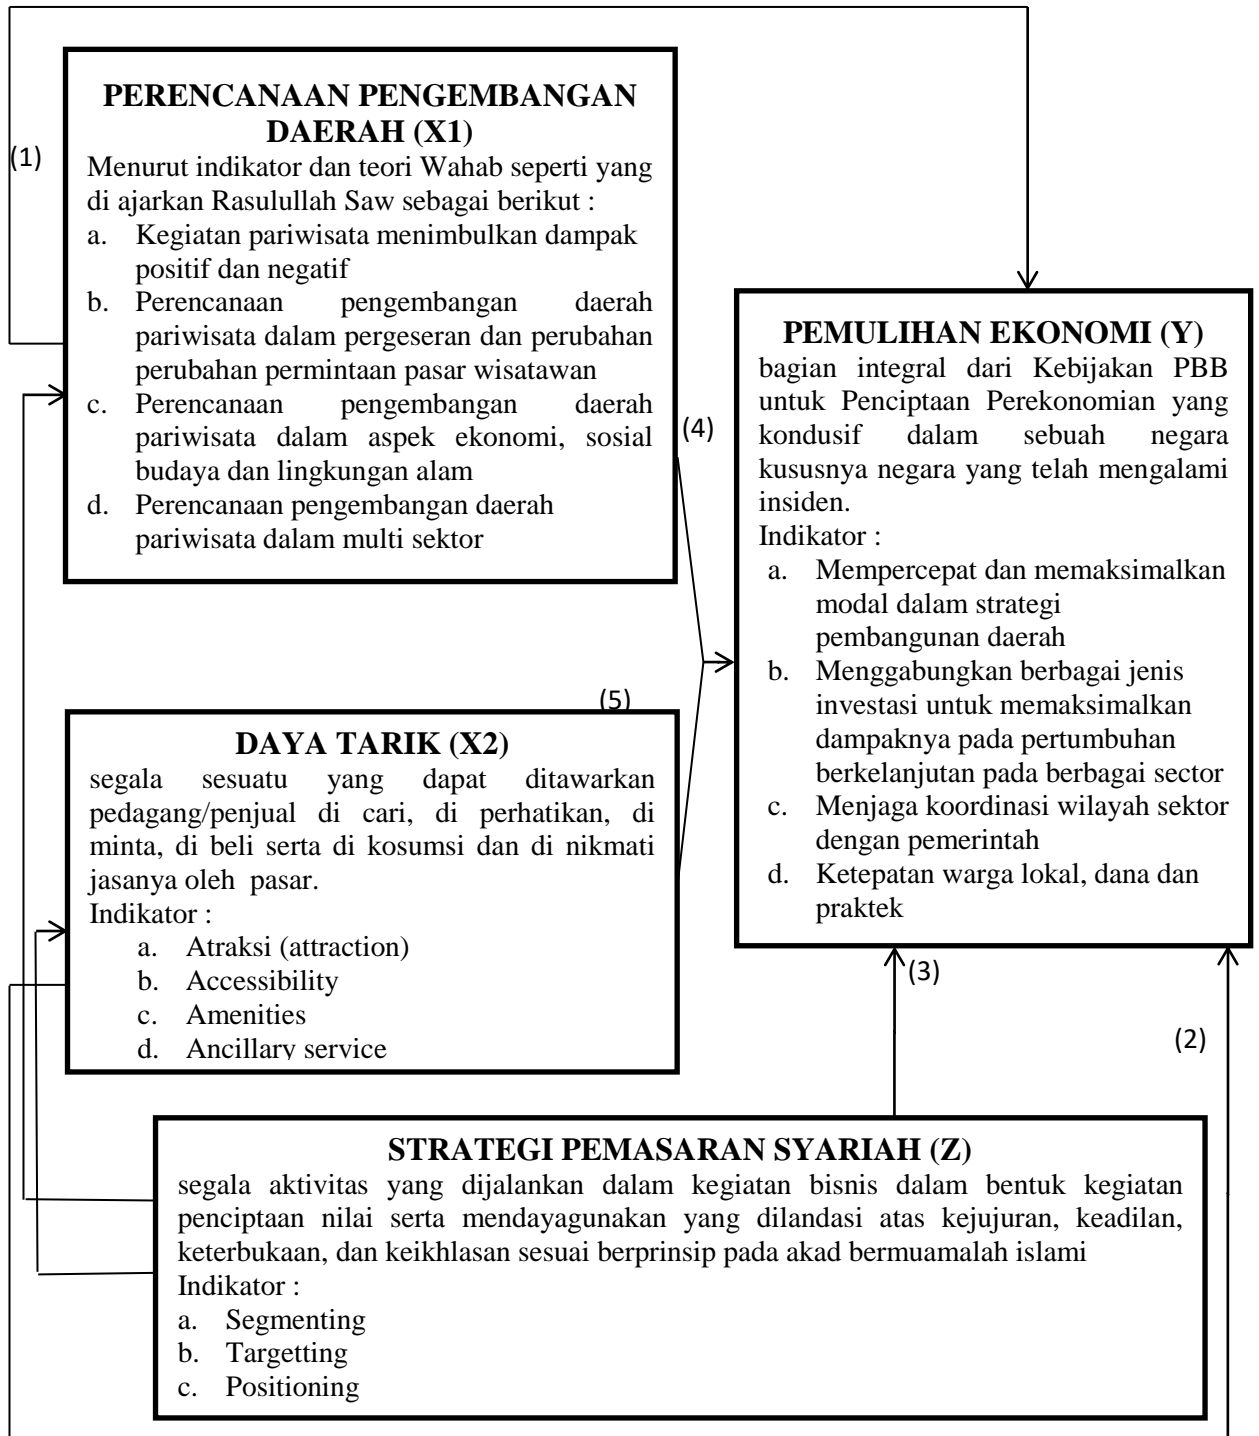 PERENCANAAN PENGEMBANGAN
DAERAH (X1)
(1)
Menurut indikator dan teori Wahab seperti yang
di ajarkan Rasulullah Saw sebagai berikut :
a. Kegiatan pariwisata menimbulkan dampak
positif dan negatif
b. Perencanaan pengembangan daerah
pariwisata dalam pergeseran dan perubahan
perubahan permintaan pasar wisatawan
c. Perencanaan pengembangan daerah
pariwisata dalam aspek ekonomi, sosial
budaya dan lingkungan alam
d. Perencanaan pengembangan daerah
pariwisata dalam multi sektor
(4)
PEMULIHAN EKONOMI (Y)
bagian integral dari Kebijakan PBB
untuk Penciptaan Perekonomian yang
kondusif dalam sebuah negara
kususnya negara yang telah mengalami
insiden.
Indikator :
a. Mempercepat dan memaksimalkan
modal dalam strategi
pembangunan daerah
b. Menggabungkan berbagai jenis
investasi untuk memaksimalkan
dampaknya pada pertumbuhan
berkelanjutan pada berbagai sector
c. Menjaga koordinasi wilayah sektor
dengan pemerintah
d. Ketepatan warga lokal, dana dan
praktek
(5)
DAYA TARIK (X2)
segala sesuatu yang dapat ditawarkan
pedagang/penjual di cari, di perhatikan, di
minta, di beli serta di kosumsi dan di nikmati
jasanya oleh pasar.
Indikator :
a. Atraksi (attraction)
b. Accessibility
c. Amenities
d. Ancillary service
(3)
(2)
STRATEGI PEMASARAN SYARIAH (Z)
segala aktivitas yang dijalankan dalam kegiatan bisnis dalam bentuk kegiatan
penciptaan nilai serta mendayagunakan yang dilandasi atas kejujuran, keadilan,
keterbukaan, dan keikhlasan sesuai berprinsip pada akad bermuamalah islami
Indikator :
a. Segmenting
b. Targetting
c. Positioning